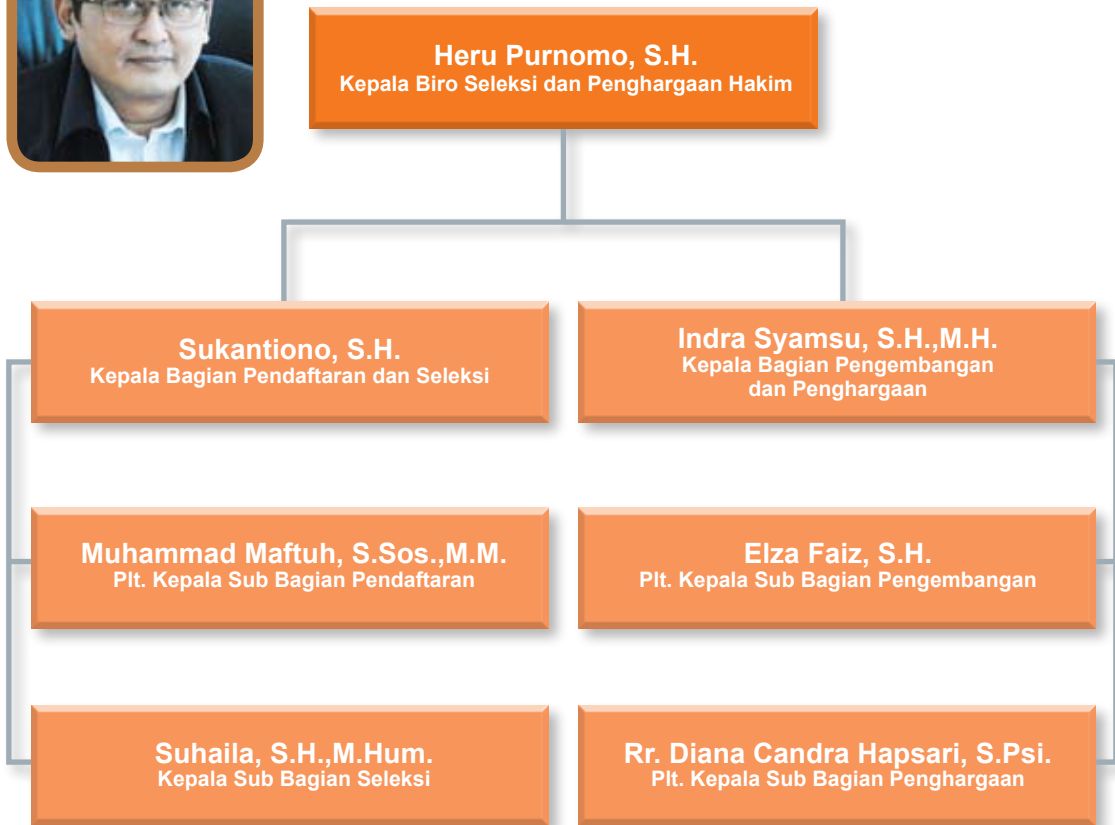 Heru Purnomo, S.H.
Kepala Biro Seleksi dan Penghargaan Hakim
Sukantiono, S.H.
Kepala Bagian Pendaftaran dan Seleksi
Indra Syamsu, S.H.,M.H.
Kepala Bagian Pengembangan
dan Penghargaan
Muhammad Maftuh, S.Sos.,M.M.
Plt. Kepala Sub Bagian Pendaftaran
Elza Faiz, S.H.
Plt. Kepala Sub Bagian Pengembangan
Suhaila, S.H.,M.Hum.
Kepala Sub Bagian Seleksi
Rr. Diana Candra Hapsari, S.Psi.
Plt. Kepala Sub Bagian Penghargaan